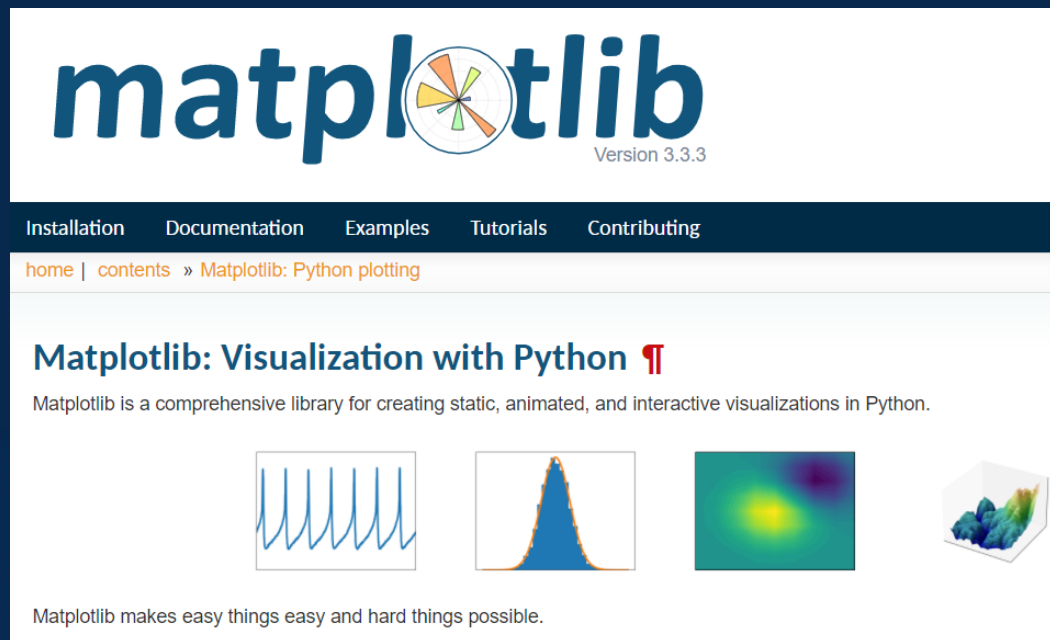 matplotlib
Version 3.3.3
Installation Documentation Examples Tutorials Contributing
home | contents » Matplotlib: Python plotting
Matplotlib: Visualization with Python ¶
Matplotlib is a comprehensive library for creating static, animated, and interactive visualizations in Python.
Matplotlib makes easy things easy and hard things possible.